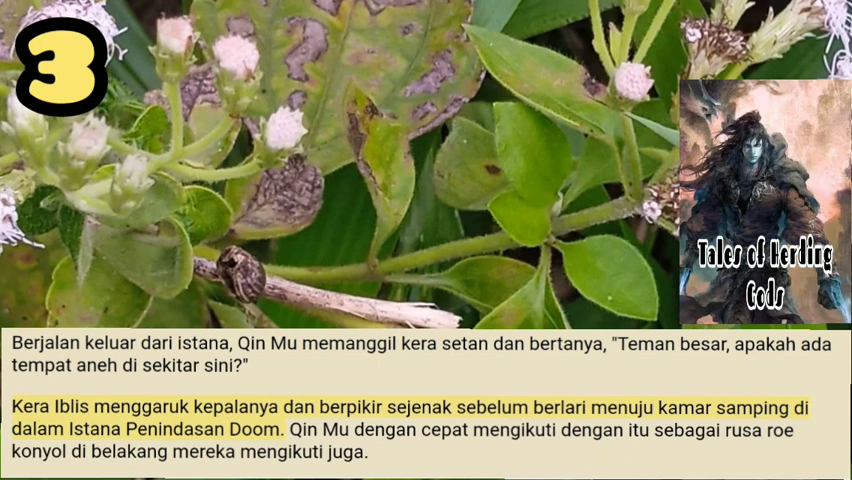 3
Tales of Herding
Gods
Berjalan keluar dari istana, Qin Mu memanggil kera setan dan bertanya, "Teman besar, apakah ada
tempat aneh di sekitar sini?"
Kera Iblis menggaruk kepalanya dan berpikir sejenak sebelum berlari menuju kamar samping di
dalam Istana Penindasan Doom. Qin Mu dengan cepat mengikuti dengan itu sebagai rusa roe
konyol di belakang mereka mengikuti juga.